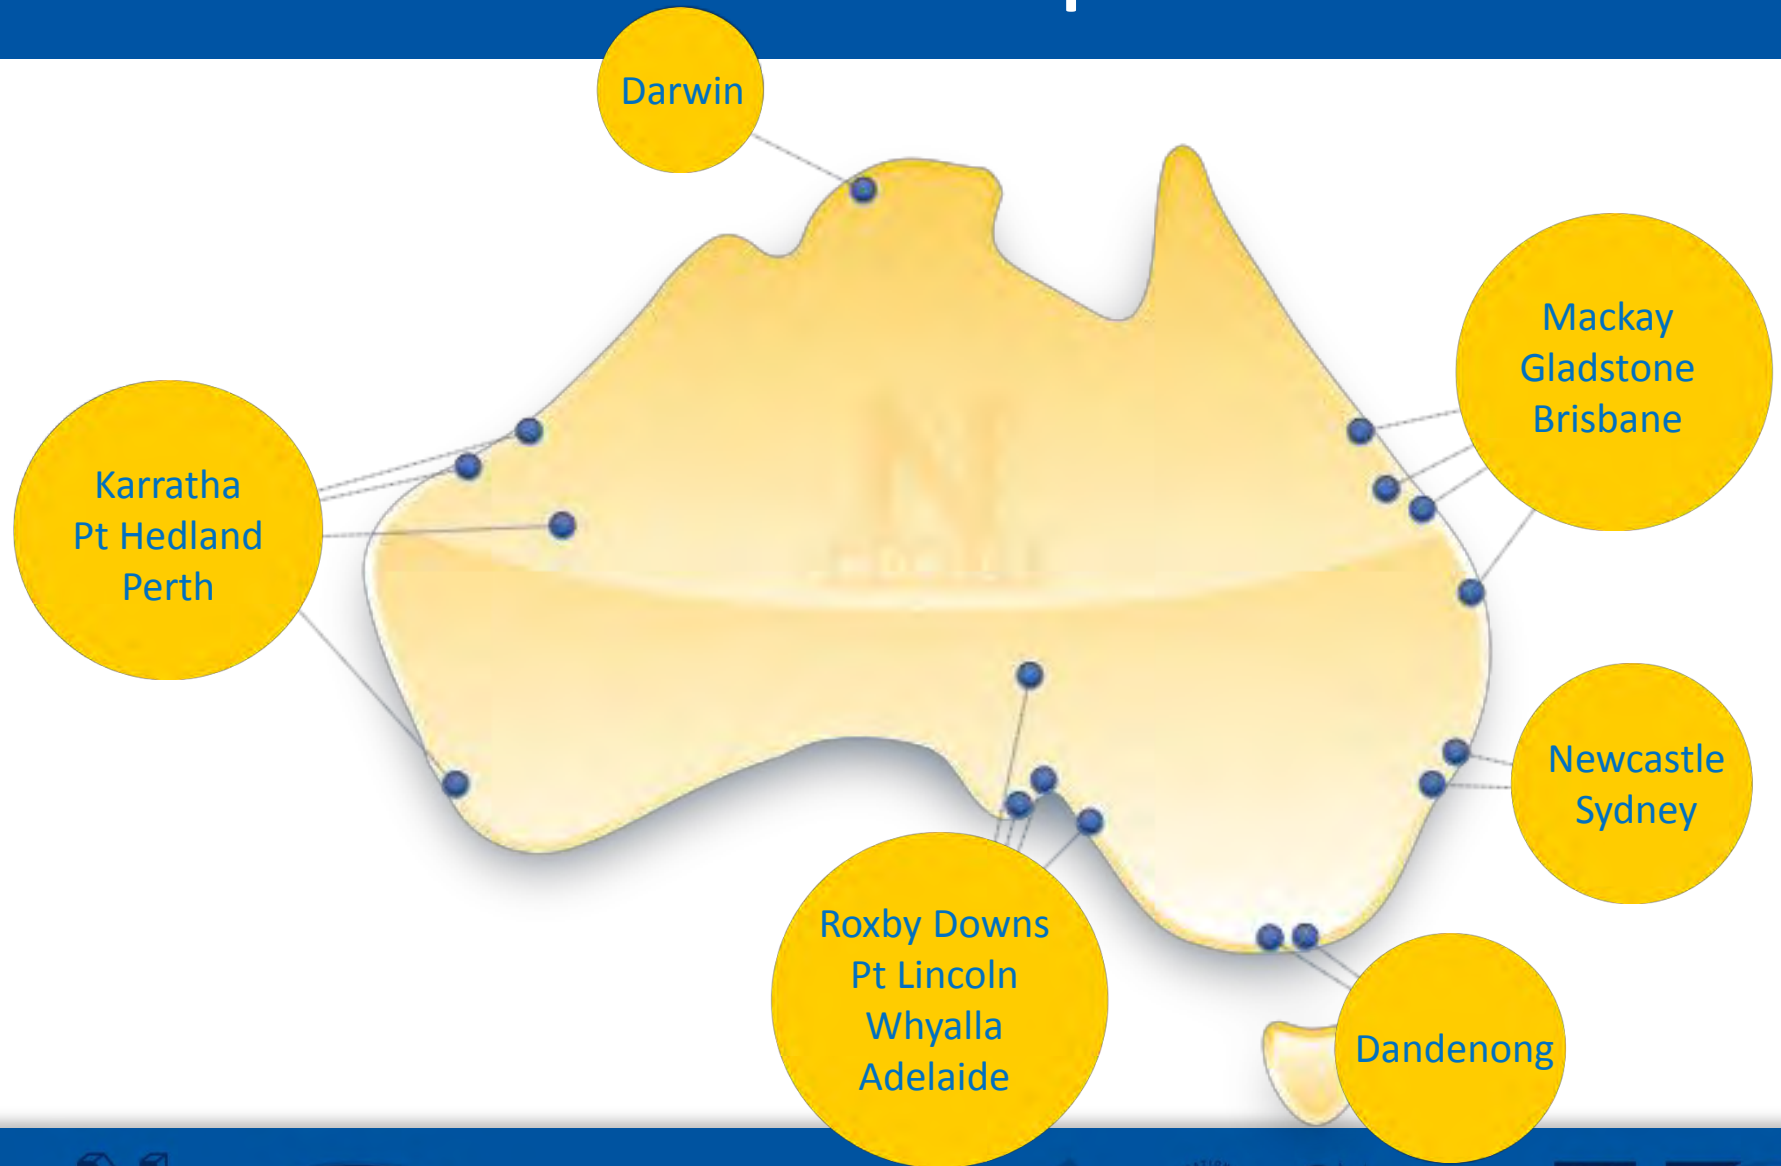 Darwin
Mackay
Gladstone
Brisbane
Karratha
Pt Hedland
Perth
Newcastle
Sydney
Roxby Downs
Pt Lincoln
Whyalla
Adelaide
Dandenong